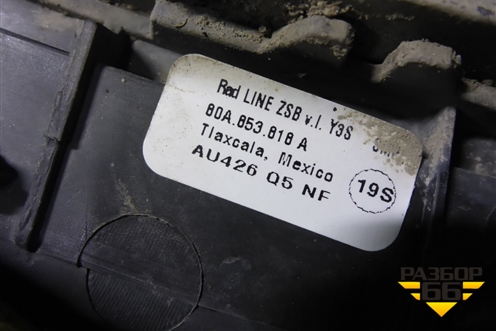 Red LINE ZSB v.l. Y3S
80A.853.818 A
Tlaxcala, Mexico
AU426 Q5 NF
19S
РАЗБОР
66